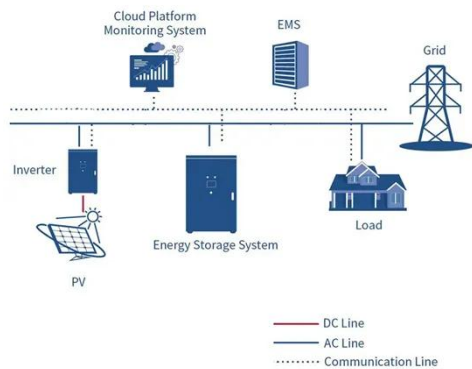 Cloud Platform
Monitoring System
EMS
Grid
Inverter
Energy Storage System
Load
PV
DC Line
AC Line
Communication Line